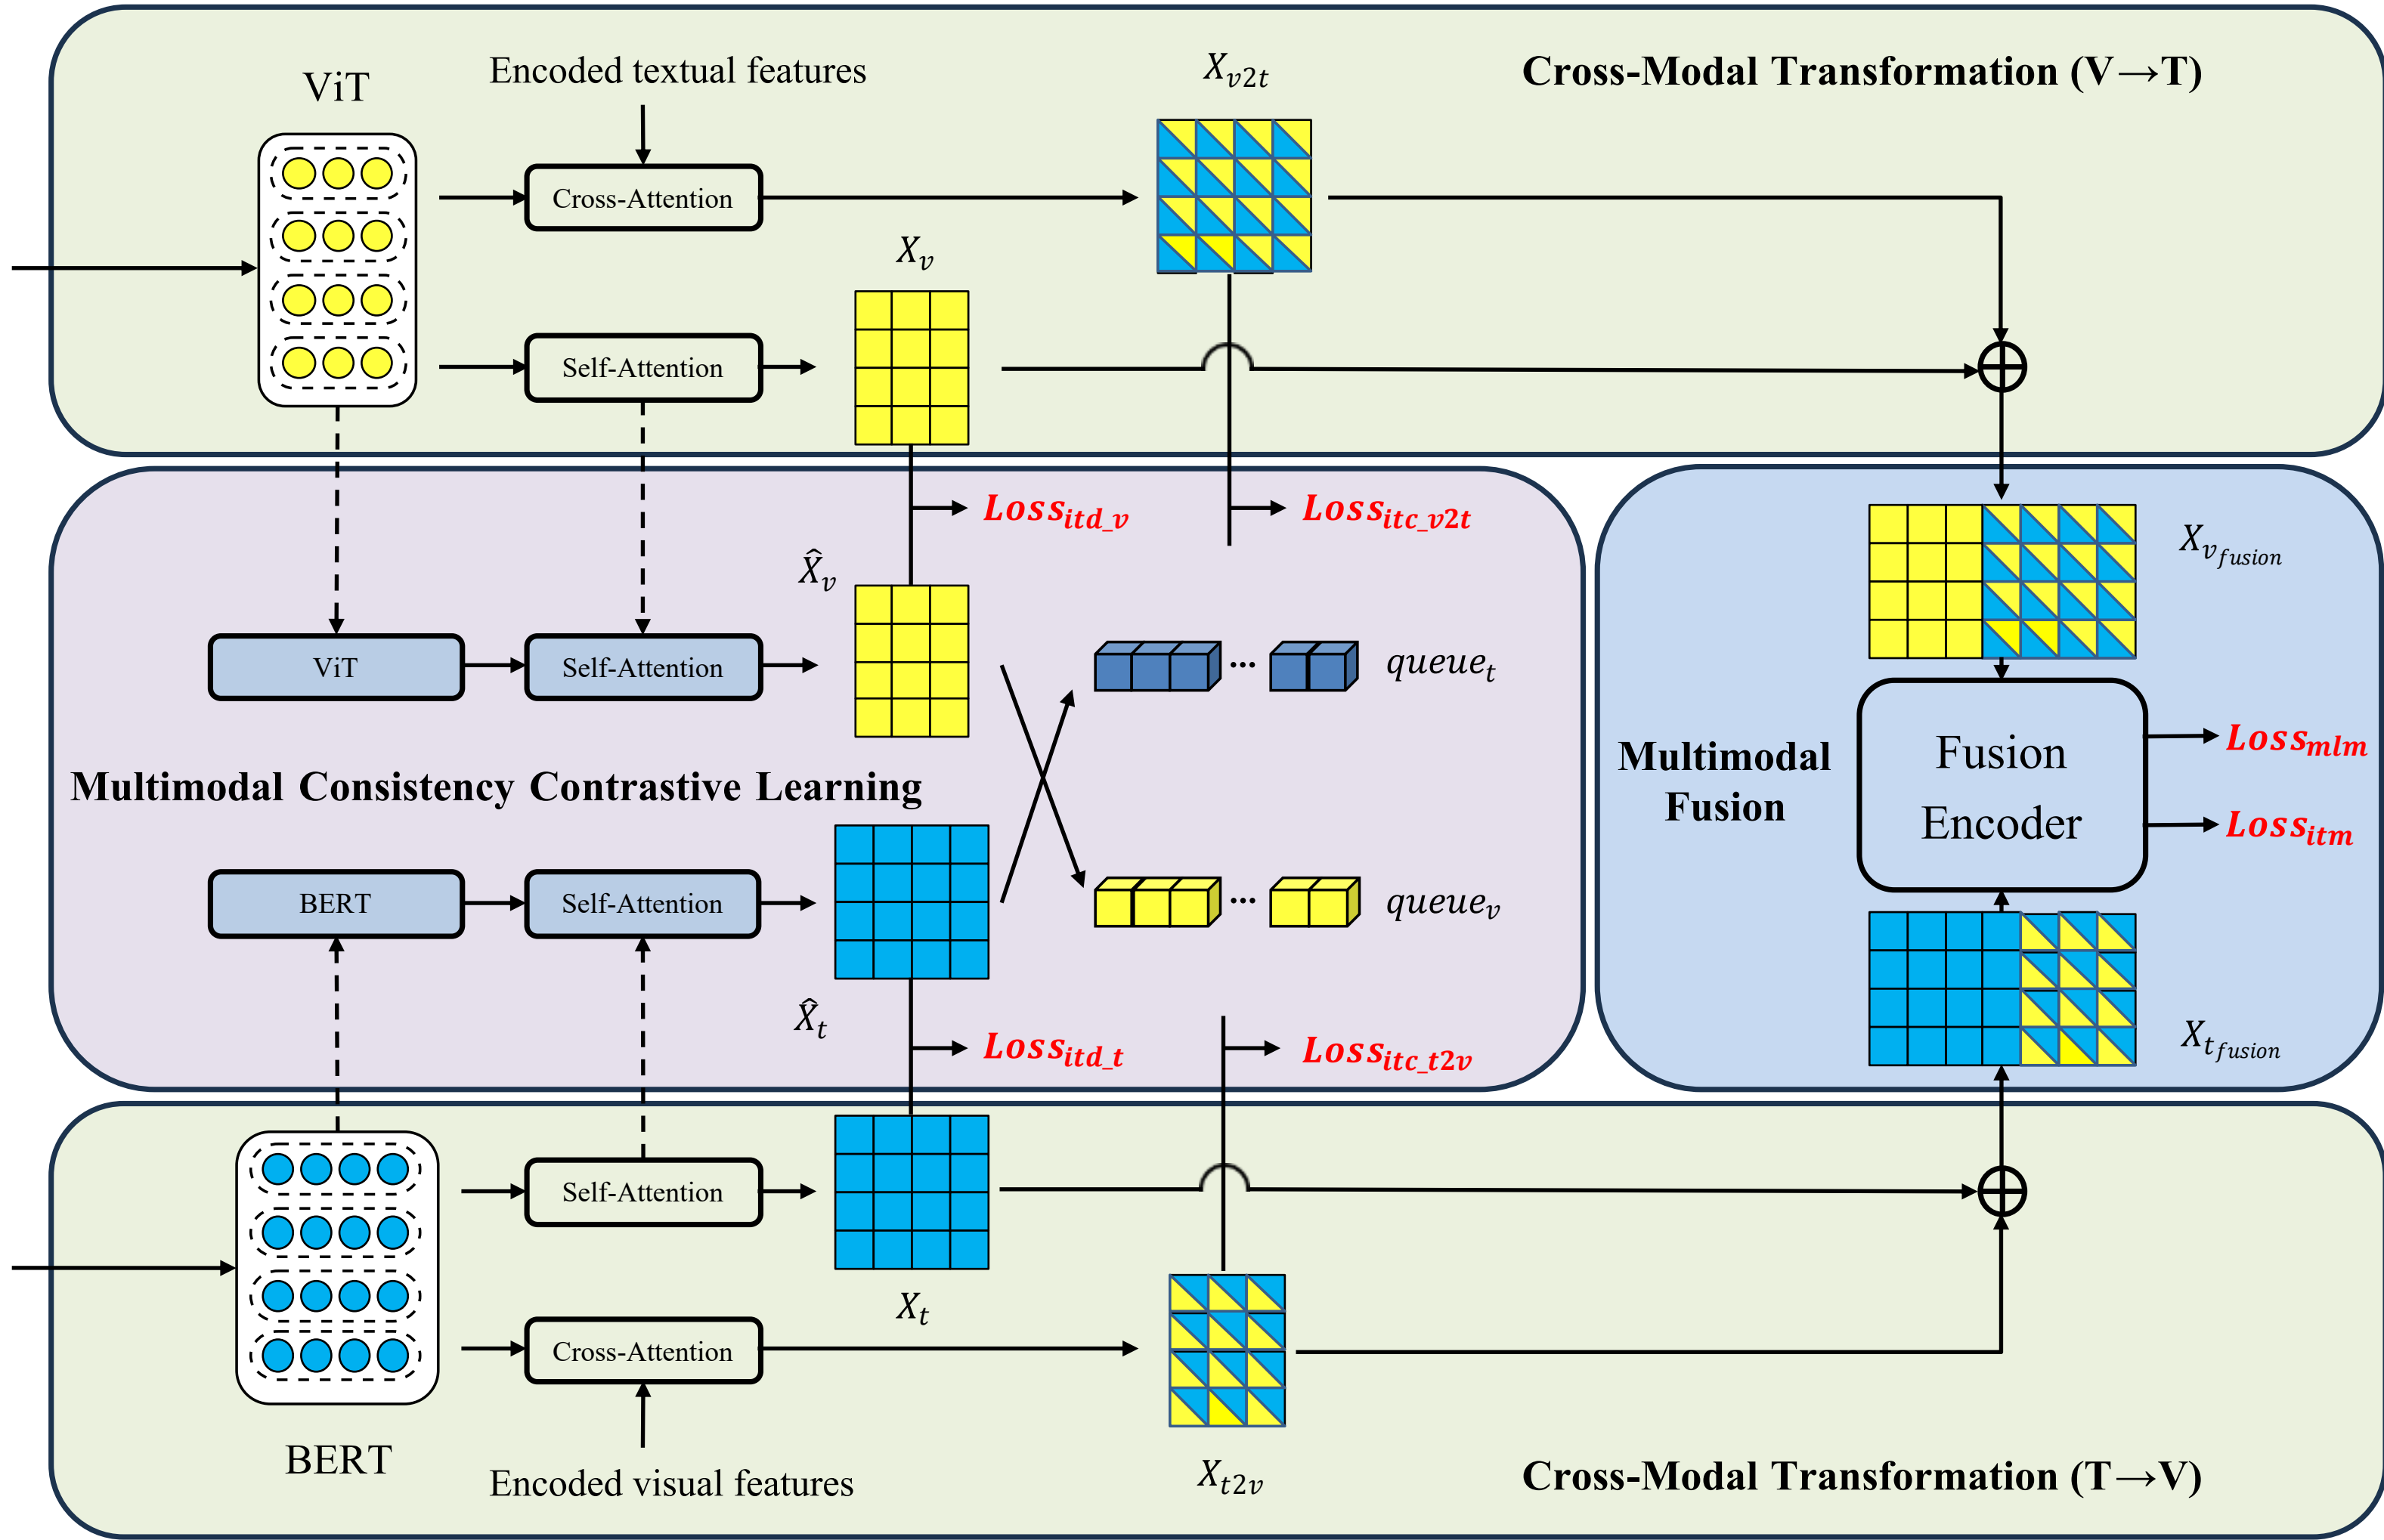 Encoded textual features
X_{v2t}
Cross-Modal Transformation (V→T)
ViT
Cross-Attention
X_v
Self-Attention
Loss_{itd_v}
Loss_{itc_v2t}
X̂_v
X_{v_{fusion}}
ViT
Self-Attention
queue_t
Multimodal
Fusion
Fusion
Encoder
Loss_{mlm}
Loss_{itm}
Multimodal Consistency Contrastive Learning
BERT
Self-Attention
queue_v
X̂_t
Loss_{itd_t}
Loss_{itc_t2v}
X_{t_{fusion}}
Self-Attention
X_t
Cross-Attention
BERT
Encoded visual features
X_{t2v}
Cross-Modal Transformation (T→V)